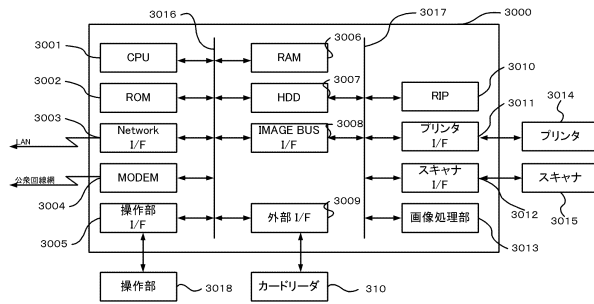 3016
3017
3000
3001
CPU
RAM
3006
3002
ROM
HDD
3007
RIP
3010
3003
Network
I/F
IMAGE BUS
I/F
3008
プリンタ
I/F
3011
プリンタ
3014
LAN
公衆回線網
MODEM
3004
スキャナ
I/F
3012
スキャナ
3015
操作部
I/F
3005
外部 I/F
3009
画像処理部
3013
操作部
3018
カードリーダ
310